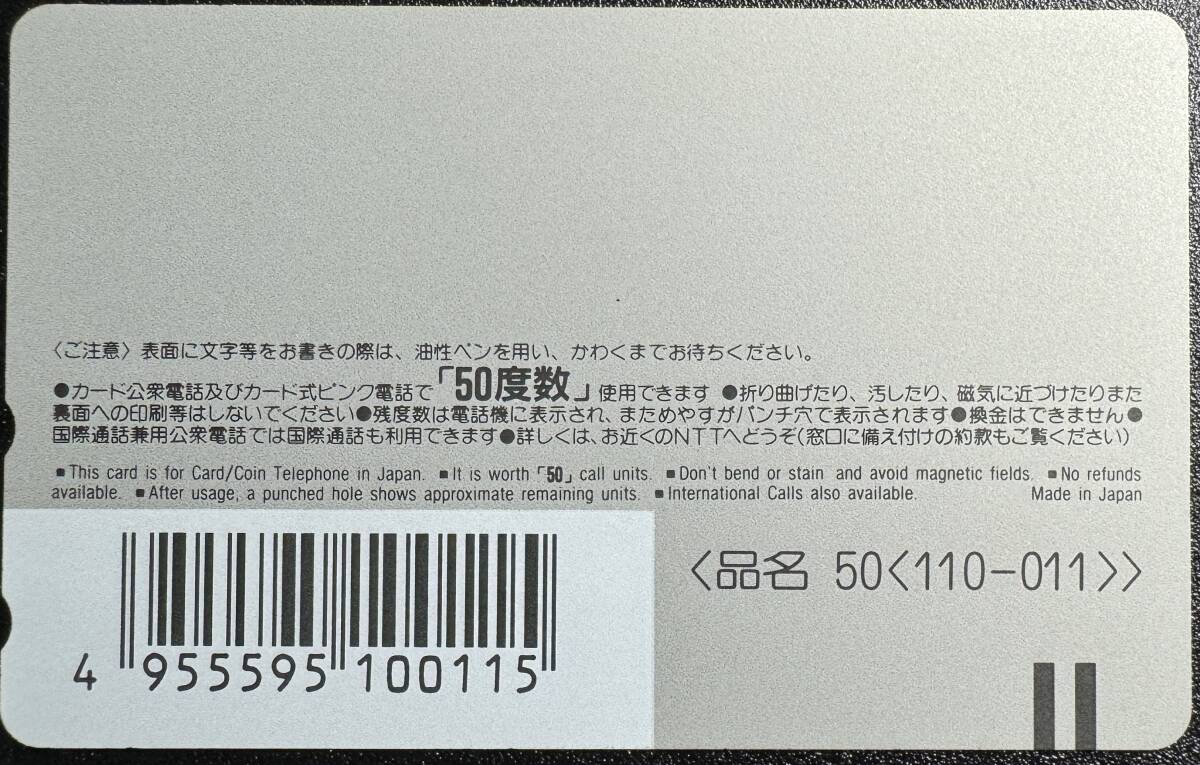 〈ご注意〉表面に文字等をお書きの際は、油性ペンを用い、かわくまでお待ちください。
●カード公衆電話及びカード式ピンク電話で「50度数」使用できます ●折り曲げたり、汚したり、磁気に近づけたりまた
裏面への印刷等はしないでください●残度数は電話機に表示され、まためやすがパンチ穴で表示されます●換金はできません●
国際通話兼用公衆電話では国際通話も利用できます●詳しくは、お近くのNTTへどうぞ(窓口に備え付けの約款もご覧ください)
■This card is for Card/Coin Telephone in Japan. ■It is worth「50」call units. ■Don't bend or stain and avoid magnetic fields. ■No refunds
available. ■After usage, a punched hole shows approximate remaining units. ■International Calls also available. Made in Japan
〈品名 50〈110-011〉〉
4 955595 100115